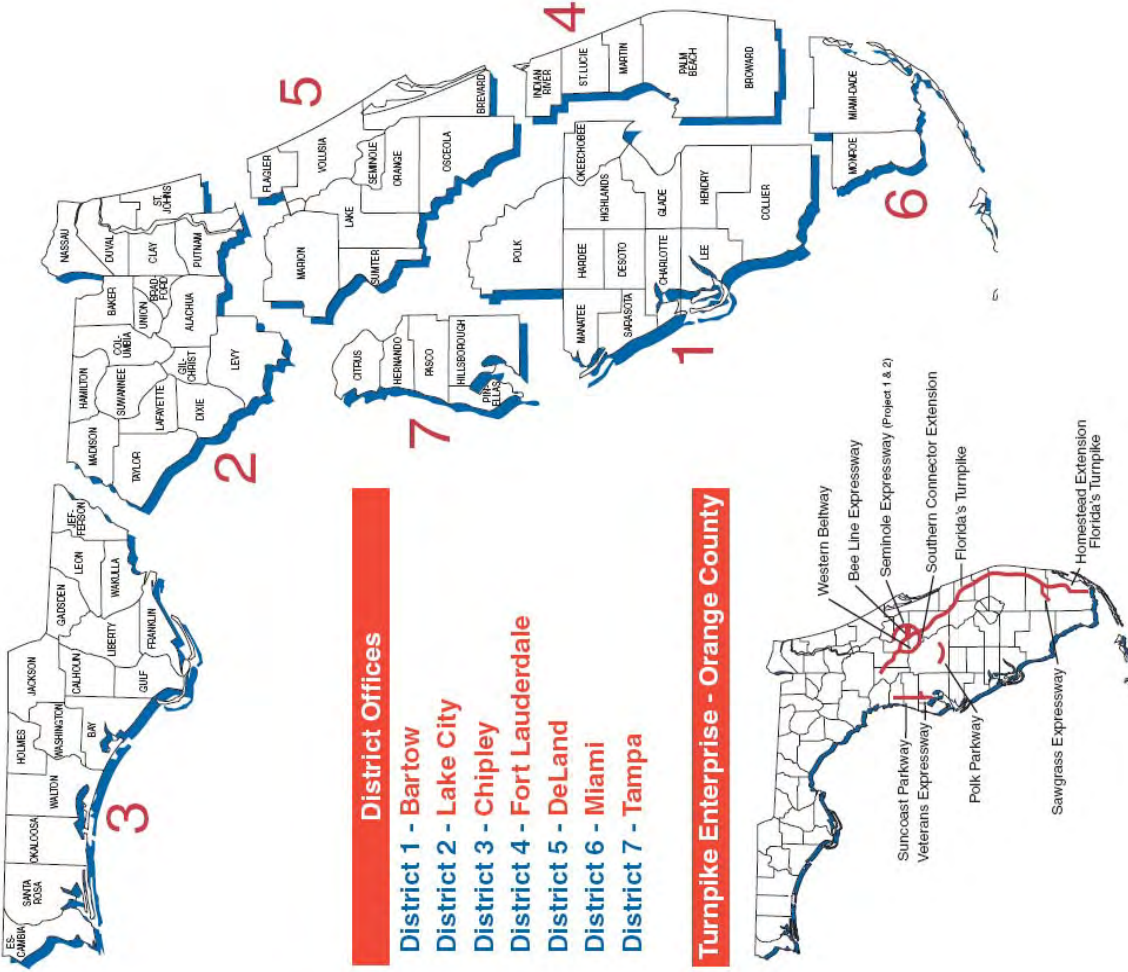 ES-
CAMBIA
SANTA
ROSA
OKALOOSA
WALTON
HOLMES
WASHINGTON
BAY
JACKSON
CALHOUN
GULF
GADSDEN
LIBERTY
FRANKLIN
LEON
WAKULLA
JEF-
FERSON
3
MADISON
TAYLOR
HAMILTON
SUWANNEE
LAFAYETTE
DIXIE
COL-
UMBIA
GIL-
CHRIST
LEVY
BAKER
UNION
BRAD-
FORD
ALACHUA
NASSAU
DUVAL
CLAY
PUTNAM
ST.
JOHNS
2
FLAGLER
VOLUSIA
MARION
LAKE
SUMTER
SEMINOLE
ORANGE
OSCEOLA
BREVARD
5
CITRUS
HERNANDO
PASCO
HILLSBOROUGH
PIN-
ELLAS
7
POLK
MANATEE
HARDEE
HIGHLANDS
OKEECHOBEE
SARASOTA
DESOTO
CHARLOTTE
GLADE
LEE
HENDRY
COLLIER
1
INDIAN
RIVER
ST. LUCIE
MARTIN
PALM
BEACH
BROWARD
4
MONROE
MIAMI-DADE
6
District Offices
District 1 - Bartow
District 2 - Lake City
District 3 - Chipley
District 4 - Fort Lauderdale
District 5 - DeLand
District 6 - Miami
District 7 - Tampa
Turnpike Enterprise - Orange County
Western Beltway
Bee Line Expressway
Seminole Expressway (Project 1 & 2)
Southern Connector Extension
Florida's Turnpike
Homestead Extension
Florida's Turnpike
Suncoast Parkway
Veterans Expressway
Polk Parkway
Sawgrass Expressway